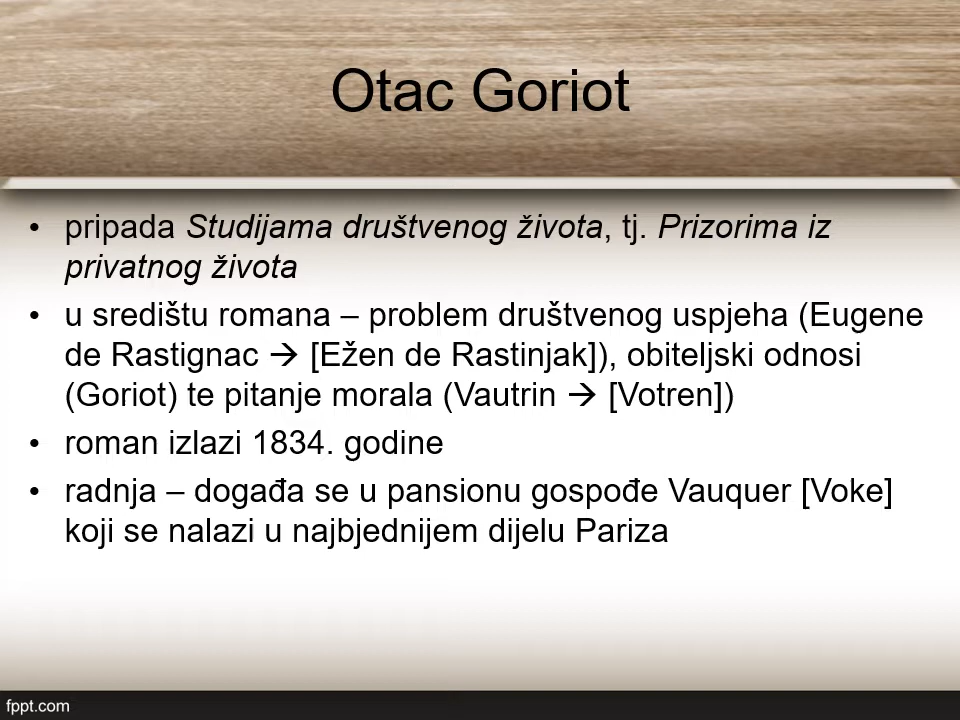 Otac Goriot
• pripada Studijama društvenog života, tj. Prizorima iz
privatnog života
• u središtu romana – problem društvenog uspjeha (Eugene
de Rastignac → [Ežen de Rastinjak]), obiteljski odnosi
(Goriot) te pitanje morala (Vautrin → [Votren])
• roman izlazi 1834. godine
• radnja – događa se u pansionu gospođe Vauquer [Voke]
koji se nalazi u najbjednijem dijelu Pariza
fppt.com